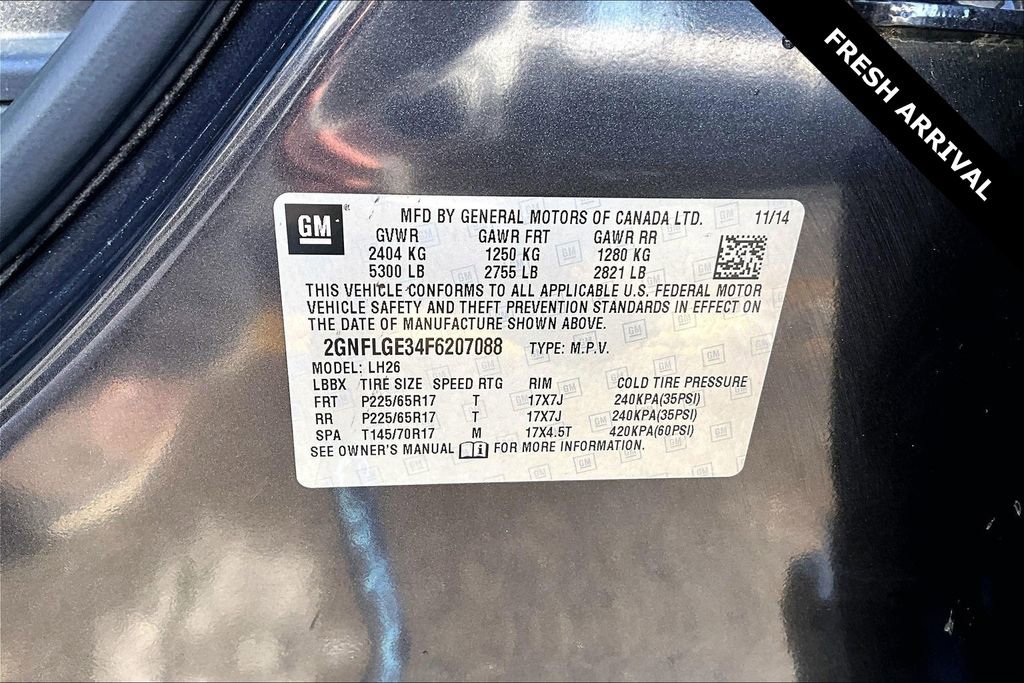 FRESH ARRIVAL
GM MFD BY GENERAL MOTORS OF CANADA LTD. 11/14
GVWR GAWR FRT GAWR RR
2404 KG 1250 KG 1280 KG
5300 LB 2755 LB 2821 LB
THIS VEHICLE CONFORMS TO ALL APPLICABLE U.S. FEDERAL MOTOR
VEHICLE SAFETY AND THEFT PREVENTION STANDARDS IN EFFECT ON
THE DATE OF MANUFACTURE SHOWN ABOVE.
2GNFLGE34F6207088 TYPE: M.P.V.
MODEL: LH26
LBBX TIRE SIZE SPEED RTG RIM COLD TIRE PRESSURE
FRT P225/65R17 T 17X7J 240KPA(35PSI)
RR P225/65R17 T 17X7J 240KPA(35PSI)
SPA T145/70R17 M 17X4.5T 420KPA(60PSI)
SEE OWNER'S MANUAL i FOR MORE INFORMATION.